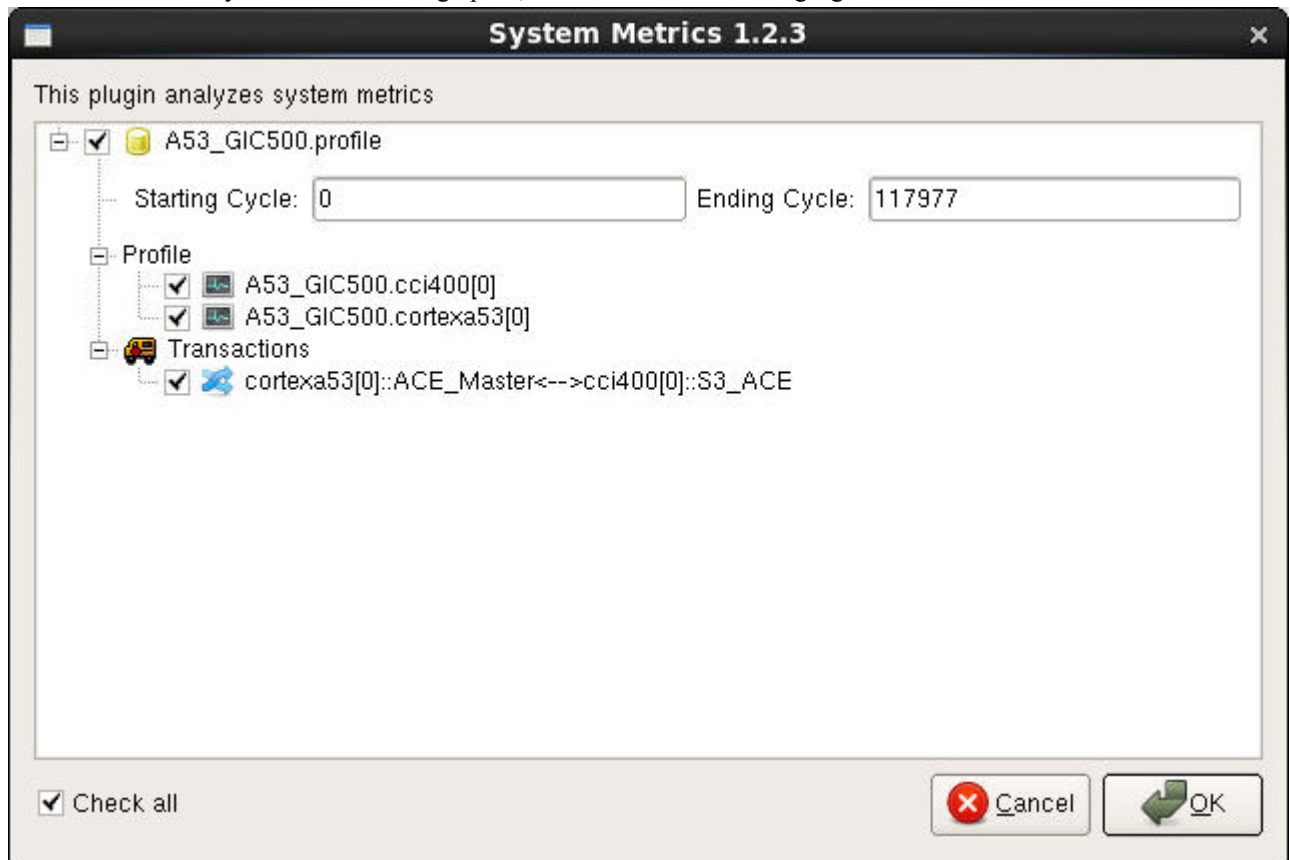 System Metrics 1.2.3
This plugin analyzes system metrics
A53_GIC500.profile
Starting Cycle: 0 Ending Cycle: 117977
Profile
A53_GIC500.cci400[0]
A53_GIC500.cortexa53[0]
Transactions
cortexa53[0]::ACE_Master<-->cci400[0]::S3_ACE
Check all Cancel OK